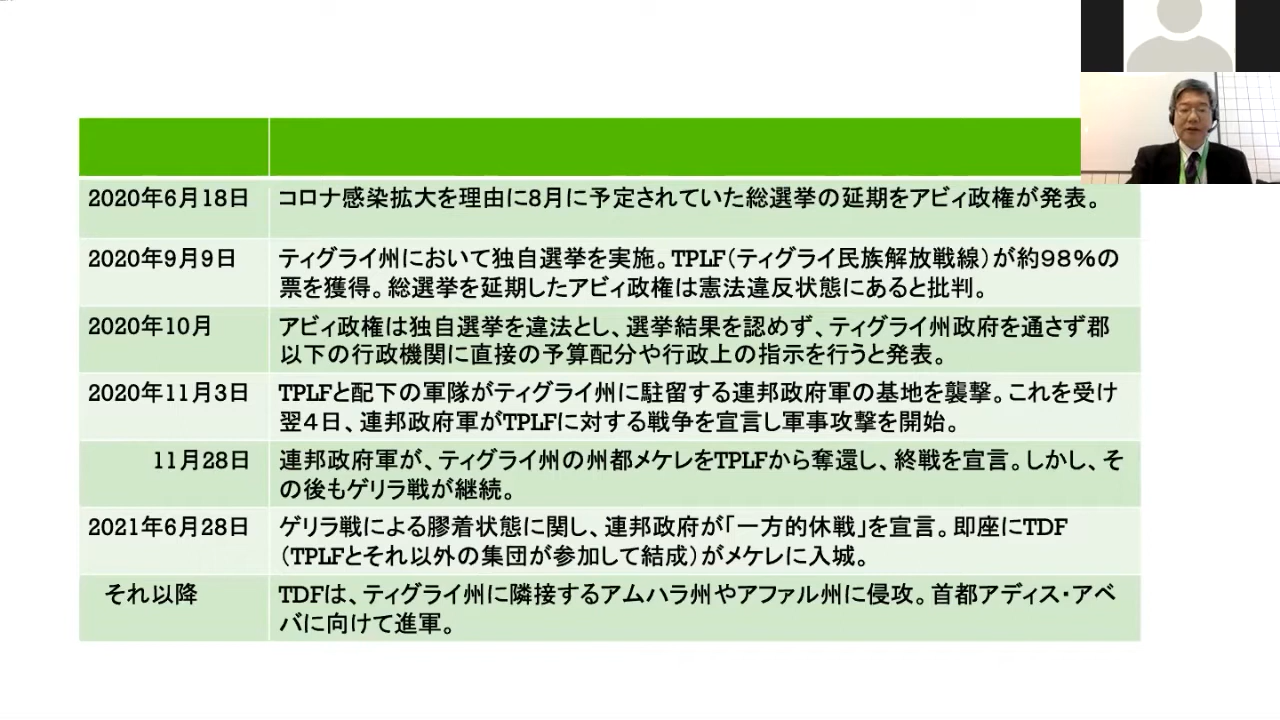 2020年6月18日
コロナ感染拡大を理由に8月に予定されていた総選挙の延期をアビィ政権が発表。
2020年9月9日
ティグライ州において独自選挙を実施。TPLF（ティグライ民族解放戦線）が約98％の
票を獲得。総選挙を延期したアビィ政権は憲法違反状態にあると批判。
2020年10月
アビィ政権は独自選挙を違法とし、選挙結果を認めず、ティグライ州政府を通さず郡
以下の行政機関に直接の予算配分や行政上の指示を行うと発表。
2020年11月3日
TPLFと配下の軍隊がティグライ州に駐留する連邦政府軍の基地を襲撃。これを受け
翌４日、連邦政府軍がTPLFに対する戦争を宣言し軍事攻撃を開始。
11月28日
連邦政府軍が、ティグライ州の州都メケレをTPLFから奪還し、終戦を宣言。しかし、そ
の後もゲリラ戦が継続。
2021年6月28日
ゲリラ戦による膠着状態に関し、連邦政府が「一方的休戦」を宣言。即座にTDF
（TPLFとそれ以外の集団が参加して結成）がメケレに入城。
それ以降
TDFは、ティグライ州に隣接するアムハラ州やアファル州に侵攻。首都アディス・アベ
バに向けて進軍。